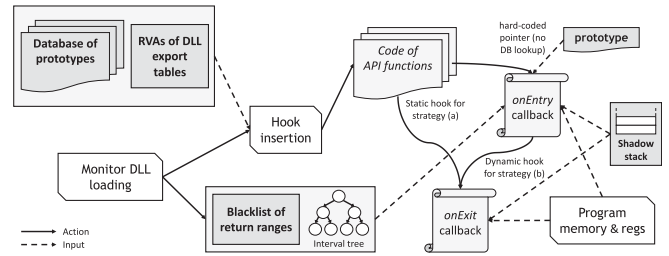 Database of
prototypes
RVAs of DLL
export
tables
Code of
API functions
hard-coded
pointer (no
DB lookup)
prototype
onEntry
callback
Hook
insertion
Static hook for
strategy (a)
Shadow
stack
Monitor DLL
loading
Dynamic hook
for strategy (b)
Blacklist of
return ranges
Interval tree
onExit
callback
Program
memory & regs
Action
Input